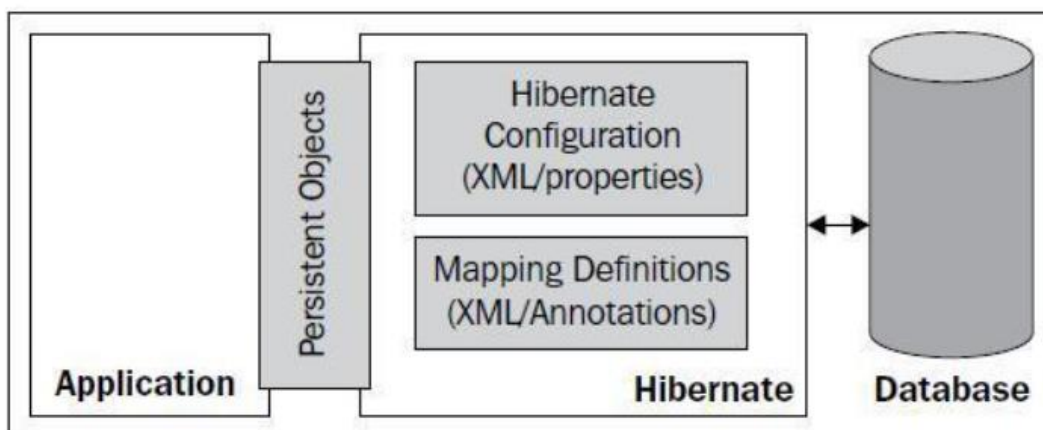 Persistent Objects
Hibernate
Configuration
(XML/properties)
Mapping Definitions
(XML/Annotations)
Application
Hibernate
Database